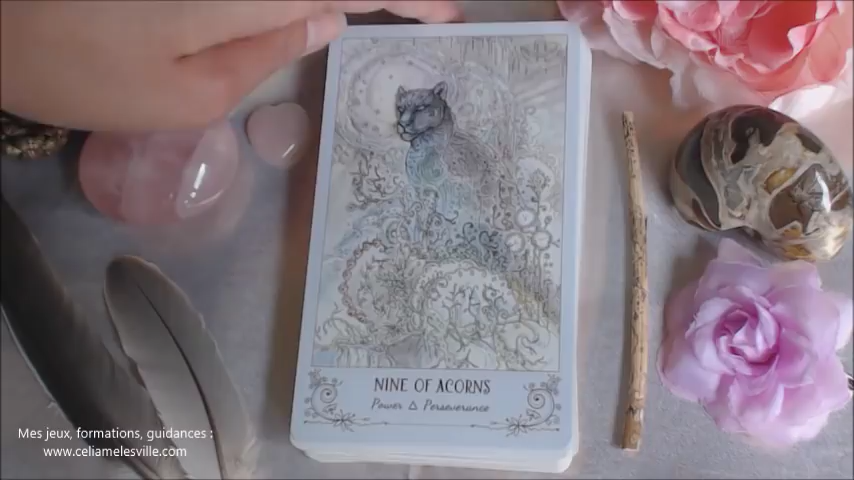 NINE OF ACORNS
Power △ Perseverance
Mes jeux, formations, guidances :
www.celiamelesville.com